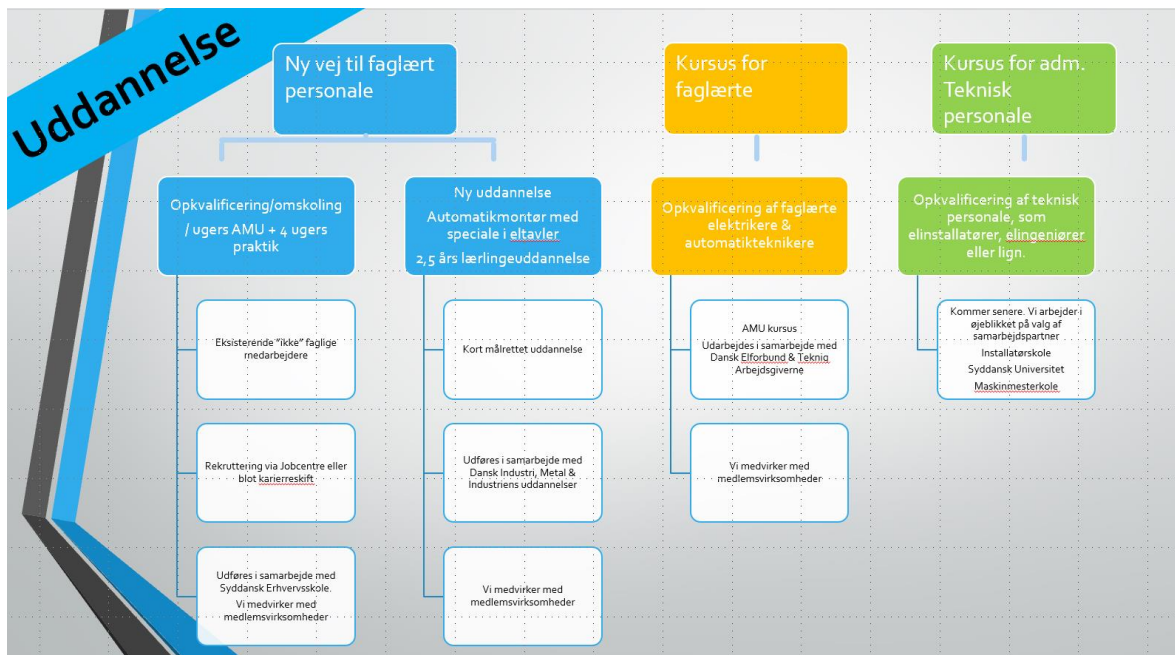 Uddannelse
Ny vej til faglært
personale
Kursus for
faglærte
Kursus for adm.
Teknisk
personale
Opkvalificering/omskoling
/ ugers AMU + 4 ugers
praktik
Ny uddannelse
Automatikmontør med
speciale i eltavler
2,5 års lærlingeuddannelse
Opkvalificering af faglærte
elektrikere &
automatikteknikere
Opkvalificering af teknisk
personale, som
elinstallatører, elingeniører
eller lign.
Eksisterende "ikke" faglige
medarbejdere
Kort målrettet uddannelse
AMU kursus
Udarbejdes i samarbejde med
Dansk Elforbund & Tekniq
Arbejdsgiverne
Kommer senere. Vi arbejder i
øjeblikket på valg af
samarbejdspartner
Installatørskole
Syddansk Universitet
Maskinmesterkole
Rekruttering via Jobcentre eller
blot karierreskift
Udføres i samarbejde med
Dansk Industri, Metal &
Industriens uddannelser
Vi medvirker med
medlemsvirksomheder
Udføres i samarbejde med
Syddansk Erhvervsskole.
Vi medvirker med
medlemsvirksomheder
Vi medvirker med
medlemsvirksomheder